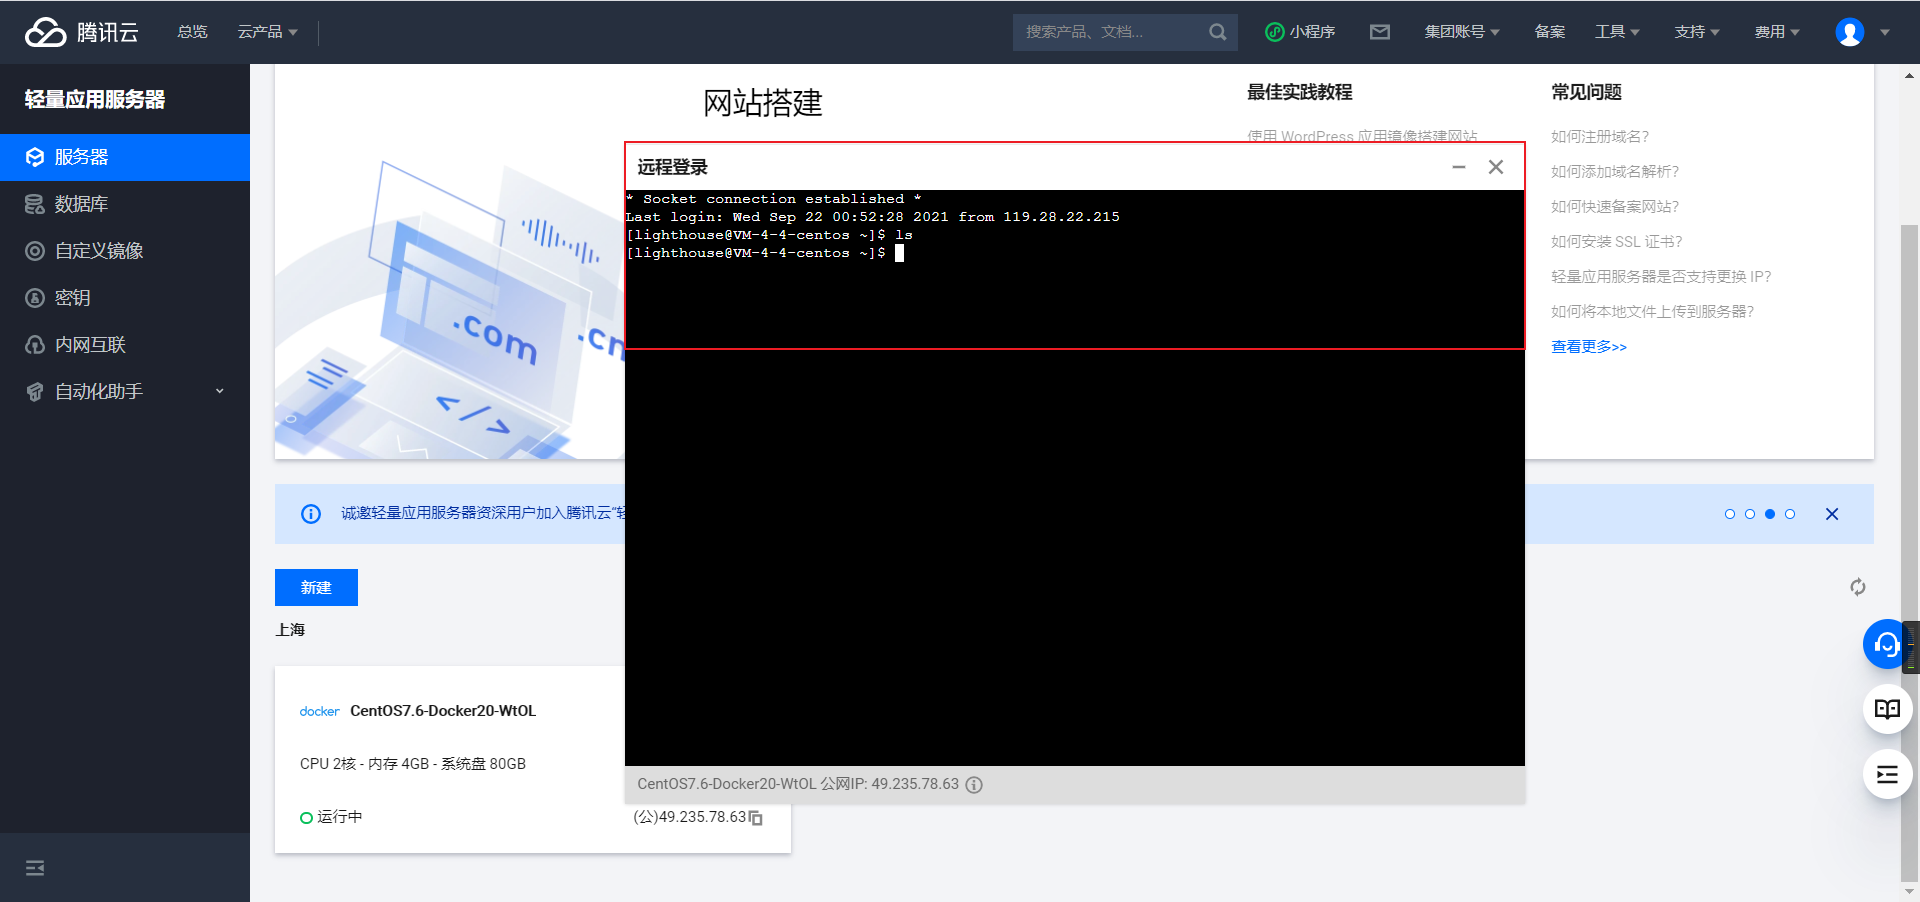 腾讯云
总览
云产品
搜索产品、文档...
小程序
集团账号
备案
工具
支持
费用
轻量应用服务器
服务器
数据库
自定义镜像
密钥
内网互联
自动化助手
网站搭建
.com
.cn
</>
最佳实践教程
使用 WordPress 应用镜像搭建网站
常见问题
如何注册域名?
如何添加域名解析?
如何快速备案网站?
如何安装 SSL 证书?
轻量应用服务器是否支持更换 IP?
如何将本地文件上传到服务器?
查看更多>>
远程登录
* Socket connection established *
Last login: Wed Sep 22 00:52:28 2021 from 119.28.22.215
[lighthouse@VM-4-4-centos ~]$ ls
[lighthouse@VM-4-4-centos ~]$
CentOS7.6-Docker20-WtOL 公网IP: 49.235.78.63
诚邀轻量应用服务器资深用户加入腾讯云“轻
新建
上海
docker CentOS7.6-Docker20-WtOL
CPU 2核 - 内存 4GB - 系统盘 80GB
运行中
(公)49.235.78.63